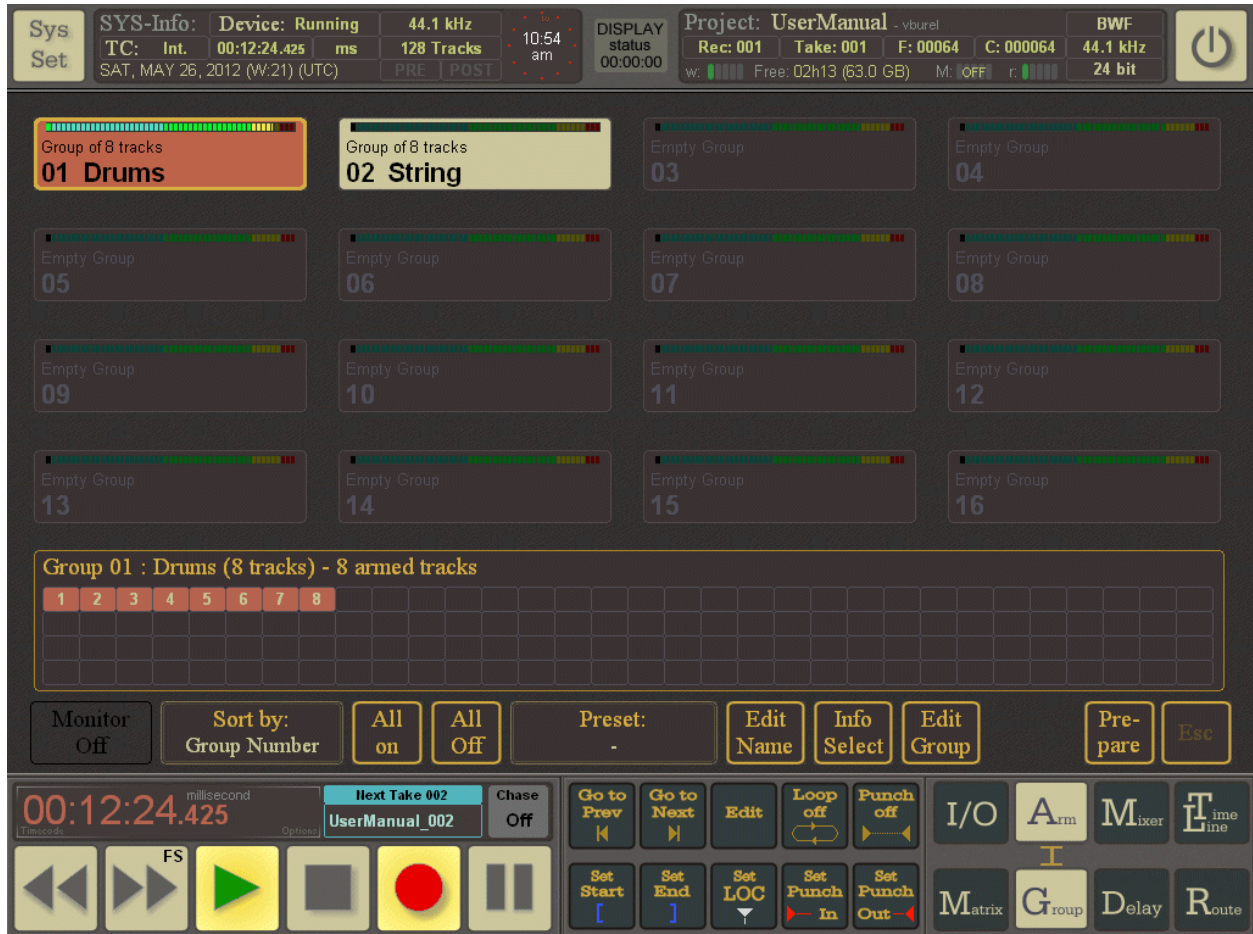 Sys Set
SYS-Info: Device: Running 44.1 kHz
TC: Int. 00:12:24.425 ms 128 Tracks
SAT, MAY 26, 2012 (W:21) (UTC) PRE POST
10:54 am
DISPLAY status 00:00:00
Project: UserManual - vburel BWF
Rec: 001 Take: 001 F: 00064 C: 000064 44.1 kHz
w: Free: 02h13 (63.0 GB) M: OFF r: 24 bit
Group of 8 tracks
01 Drums
Group of 8 tracks
02 String
Empty Group
03
Empty Group
04
Empty Group
05
Empty Group
06
Empty Group
07
Empty Group
08
Empty Group
09
Empty Group
10
Empty Group
11
Empty Group
12
Empty Group
13
Empty Group
14
Empty Group
15
Empty Group
16
Group 01 : Drums (8 tracks) - 8 armed tracks
1 2 3 4 5 6 7 8
Monitor Off
Sort by:
Group Number
All on
All Off
Preset:
-
Edit Name
Info Select
Edit Group
Pre-
pare
Esc
00:12:24.425
millisecond
Timecode
Options
Next Take 002
UserManual_002
Chase
Off
FS
Go to Prev
Go to Next
Edit
Loop off
Punch off
Set Start [
Set End ]
Set LOC
Set Punch In
Set Punch Out
I/O
Arm
Mixer
Time Line
Matrix
Group
Delay
Route